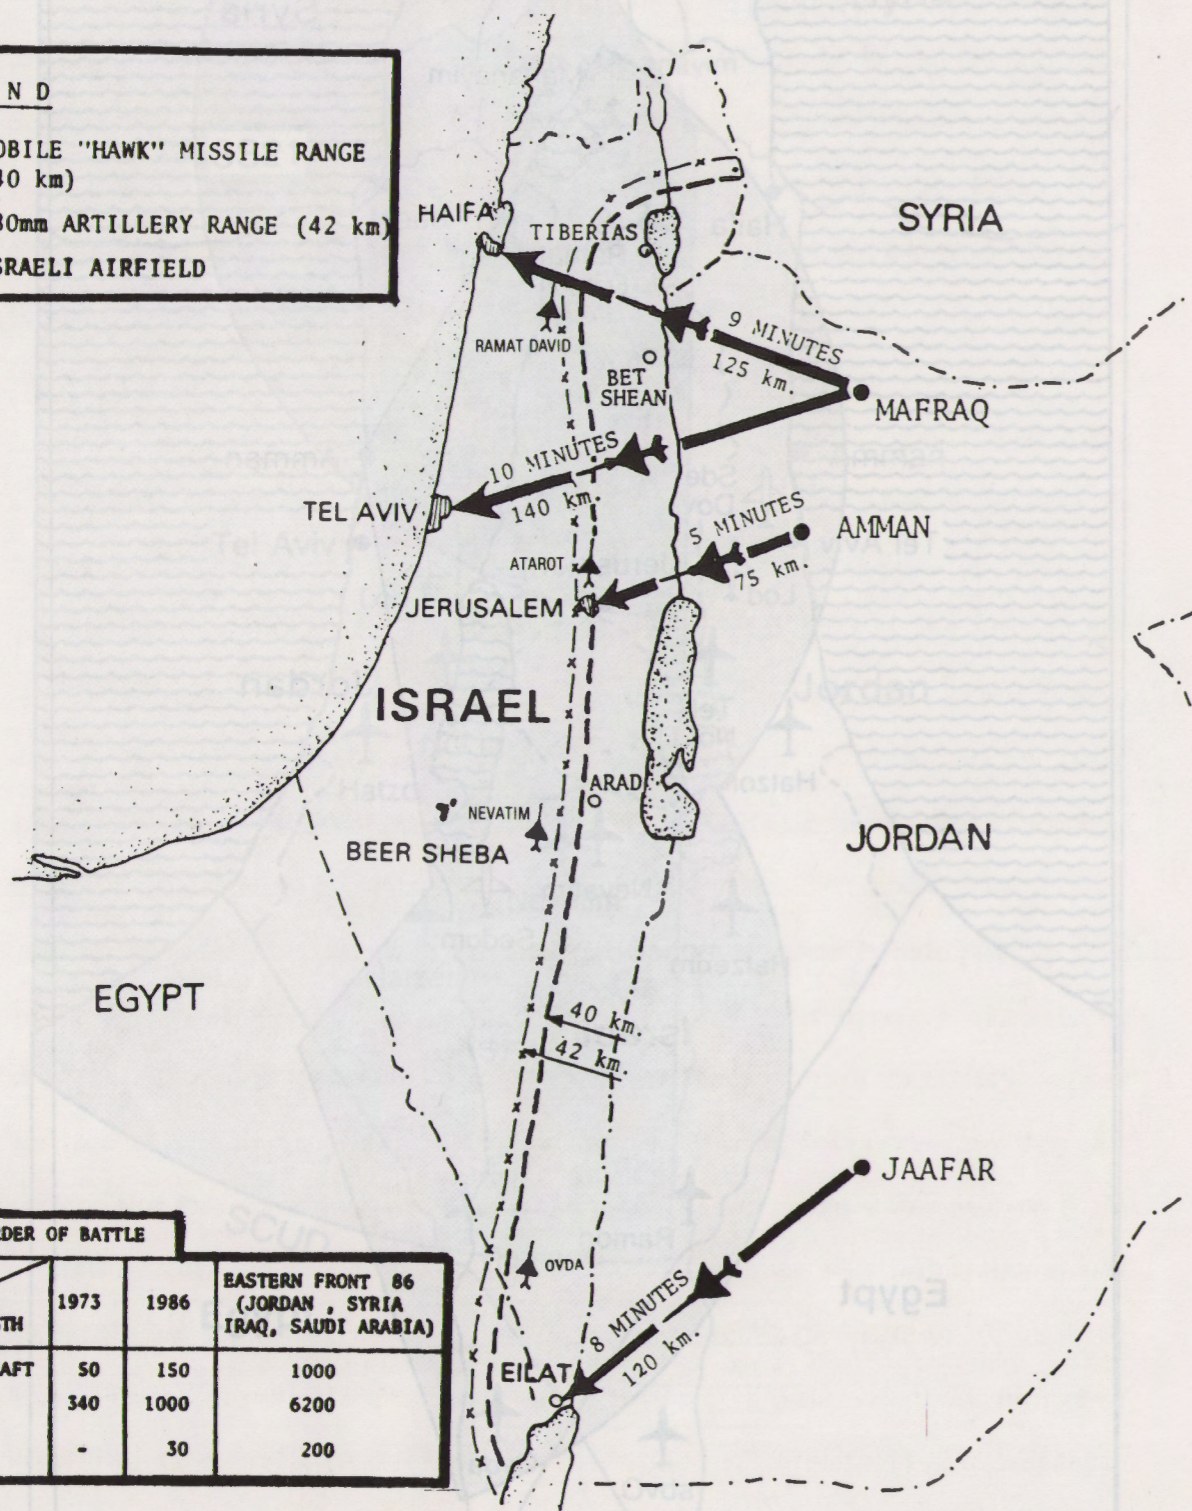 N D
OBILE "HAWK" MISSILE RANGE
40 km)
80mm ARTILLERY RANGE (42 km)
SRAELI AIRFIELD
HAIFA
TIBERIAS
SYRIA
RAMAT DAVID
9 MINUTES
125 km.
BET
SHEAN
MAFRAQ
10 MINUTES
140 km.
TEL AVIV
5 MINUTES
75 km.
AMMAN
ATAROT
JERUSALEM
ISRAEL
ARAD
NEVATIM
BEER SHEBA
JORDAN
EGYPT
40 km.
42 km.
JAAFAR
OVDA
8 MINUTES
120 km.
EILAT
RDER OF BATTLE
TH 1973 1986 EASTERN FRONT 86
(JORDAN , SYRIA
IRAQ, SAUDI ARABIA)
AFT 50 150 1000
340 1000 6200
- 30 200